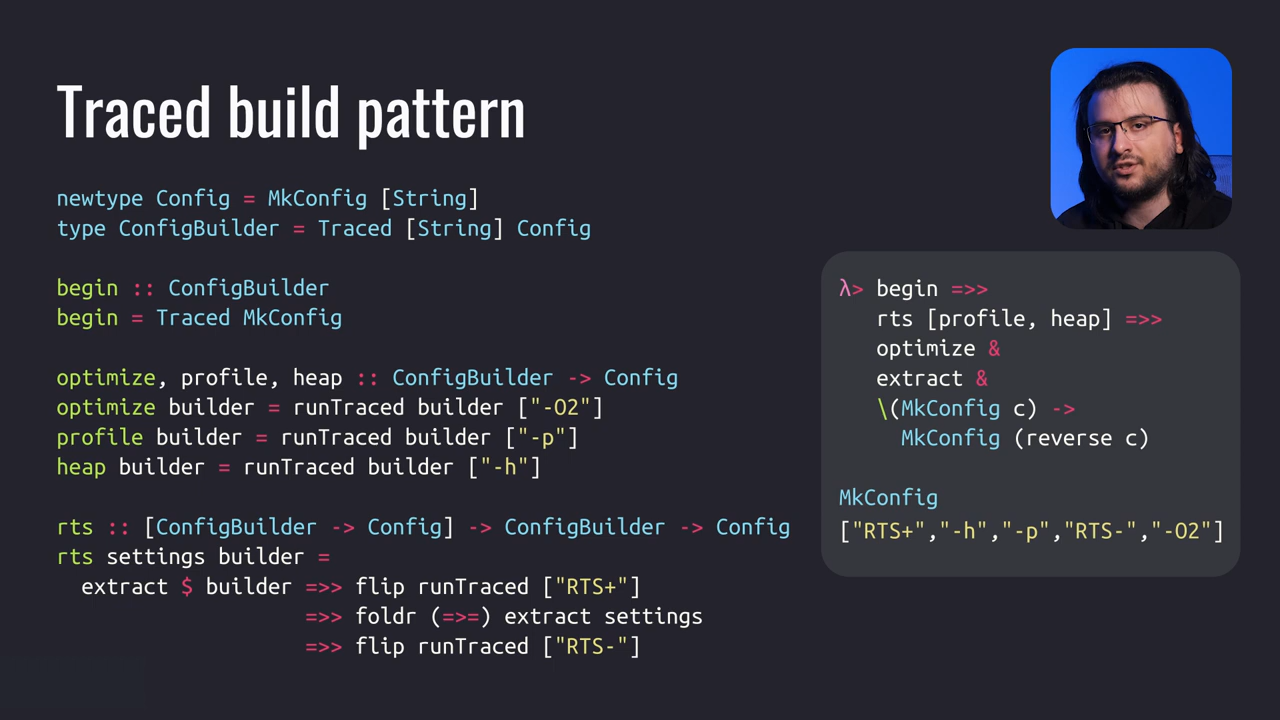 Traced build pattern
newtype Config = MkConfig [String]
type ConfigBuilder = Traced [String] Config
begin :: ConfigBuilder
begin = Traced MkConfig
optimize, profile, heap :: ConfigBuilder -> Config
optimize builder = runTraced builder ["-O2"]
profile builder = runTraced builder ["-p"]
heap builder = runTraced builder ["-h"]
rts :: [ConfigBuilder -> Config] -> ConfigBuilder -> Config
rts settings builder =
extract $ builder =>> flip runTraced ["RTS+"]
=>> foldr (=>=) extract settings
=>> flip runTraced ["RTS-"]
λ> begin =>>
rts [profile, heap] =>>
optimize &
extract &
\(MkConfig c) ->
MkConfig (reverse c)
MkConfig
["RTS+","-h","-p","RTS-","-O2"]